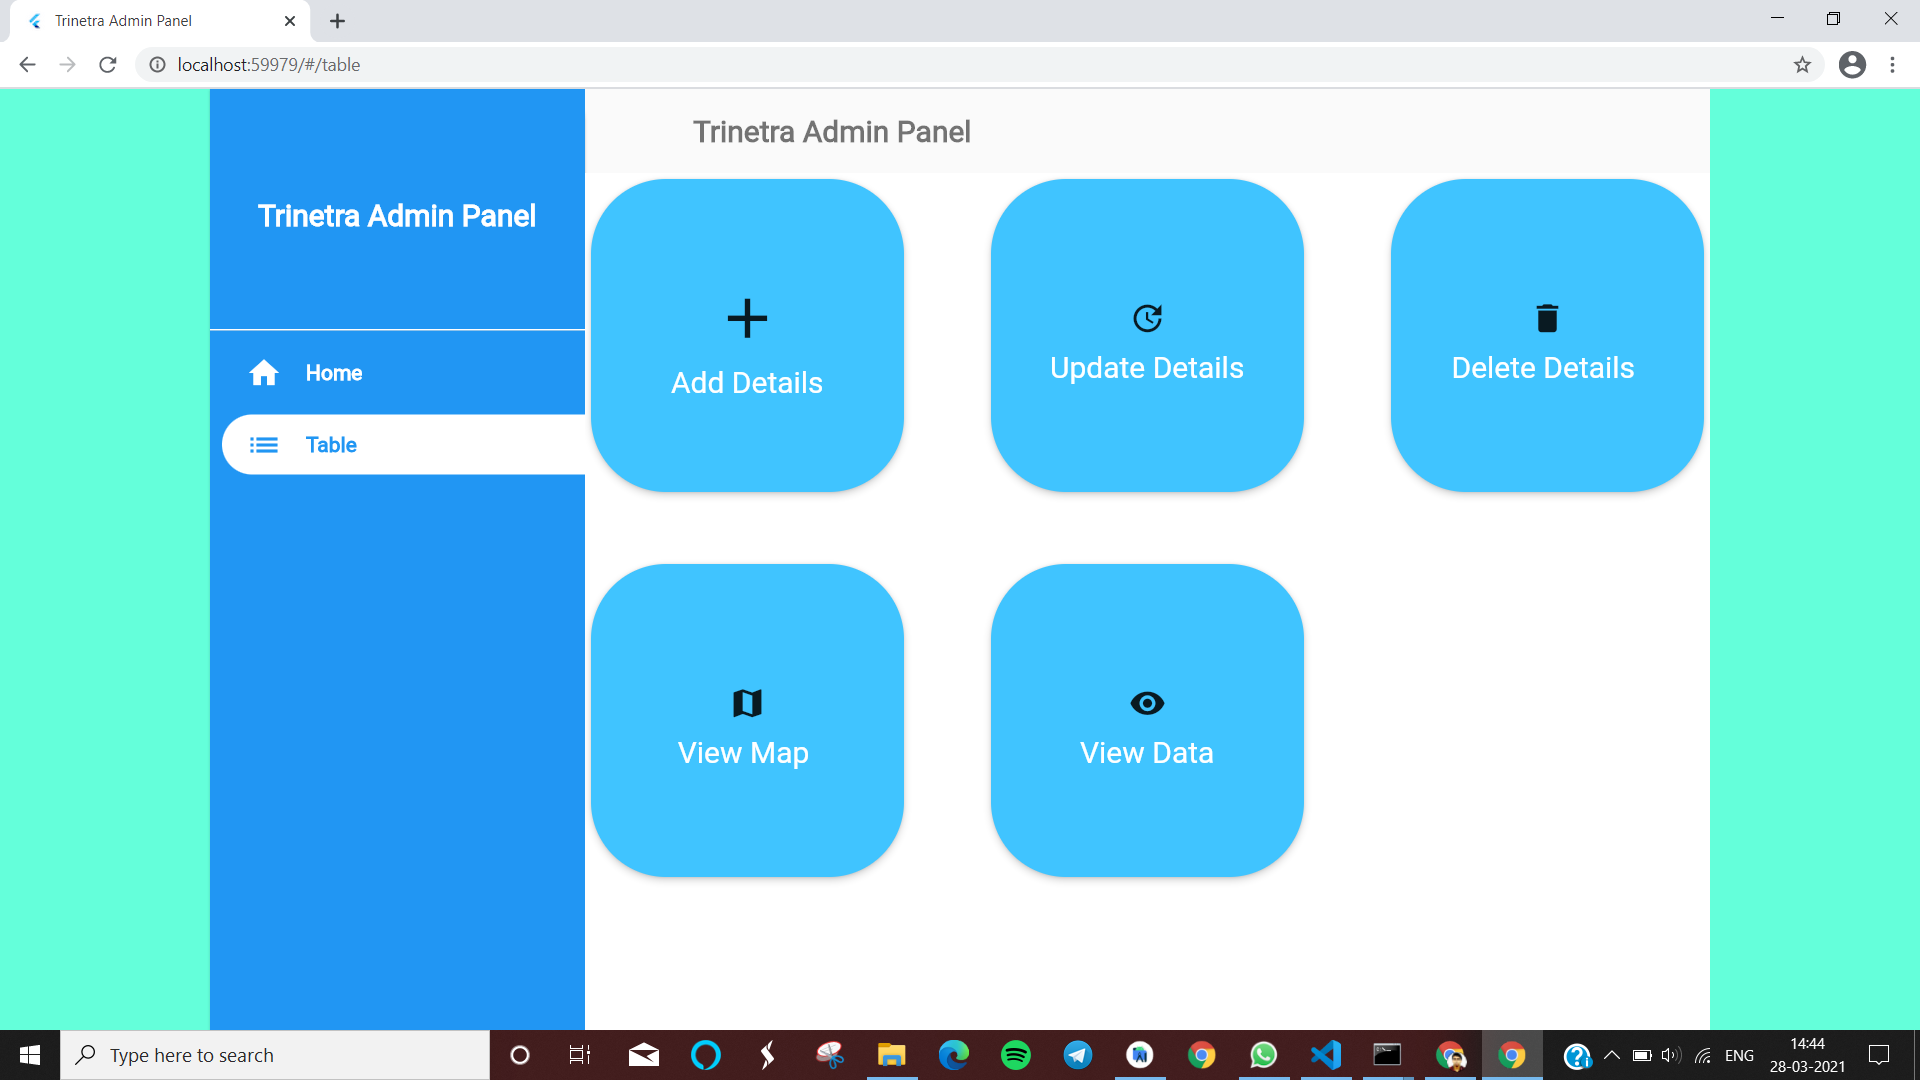 Trinetra Admin Panel
localhost:59979/#/table
Trinetra Admin Panel
Trinetra Admin Panel
Home
Table
Add Details
Update Details
Delete Details
View Map
View Data
Type here to search
ENG
14:44
28-03-2021